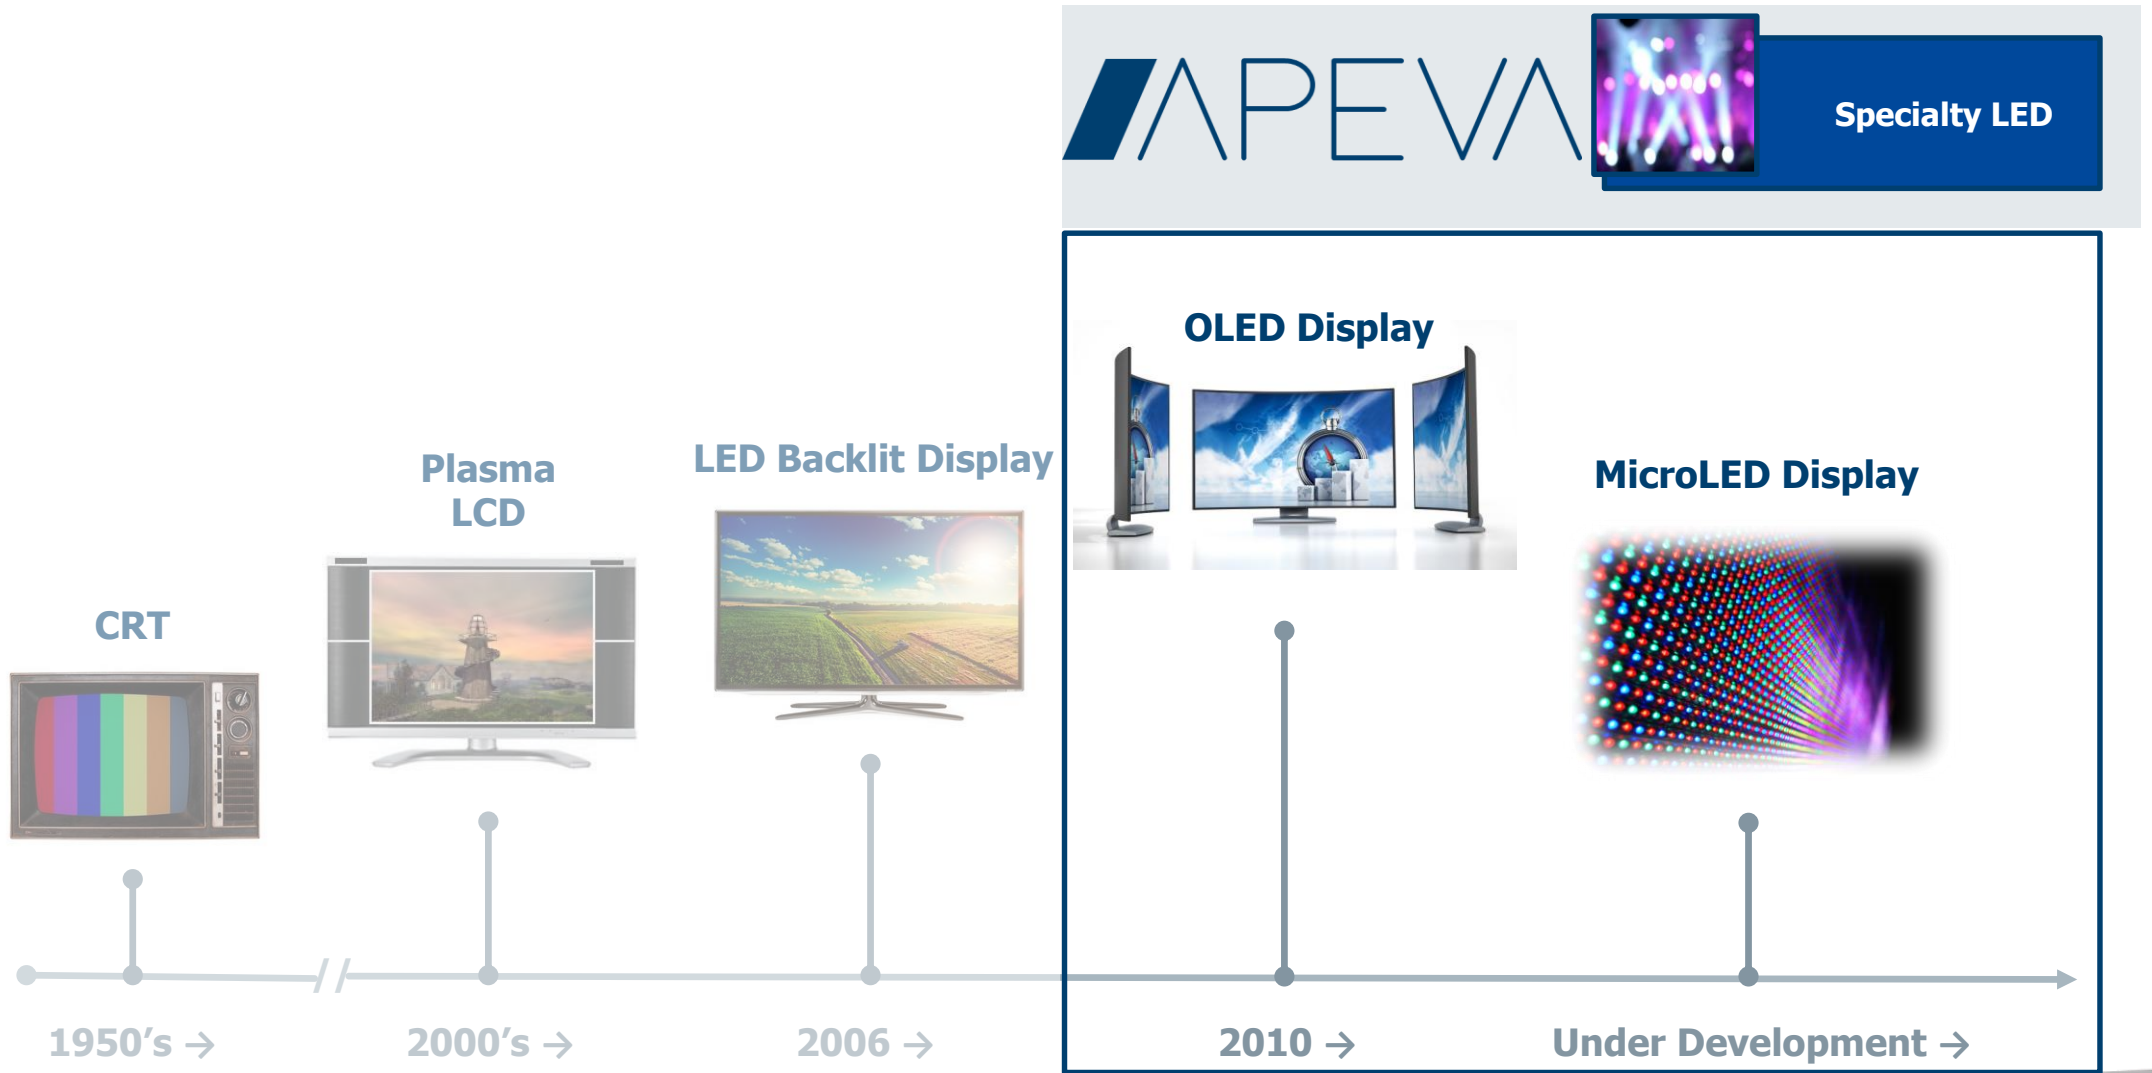 APEVA
Specialty LED
OLED Display
LED Backlit Display
Plasma
LCD
MicroLED Display
CRT
1950’s →
2000’s →
2006 →
2010 →
Under Development →